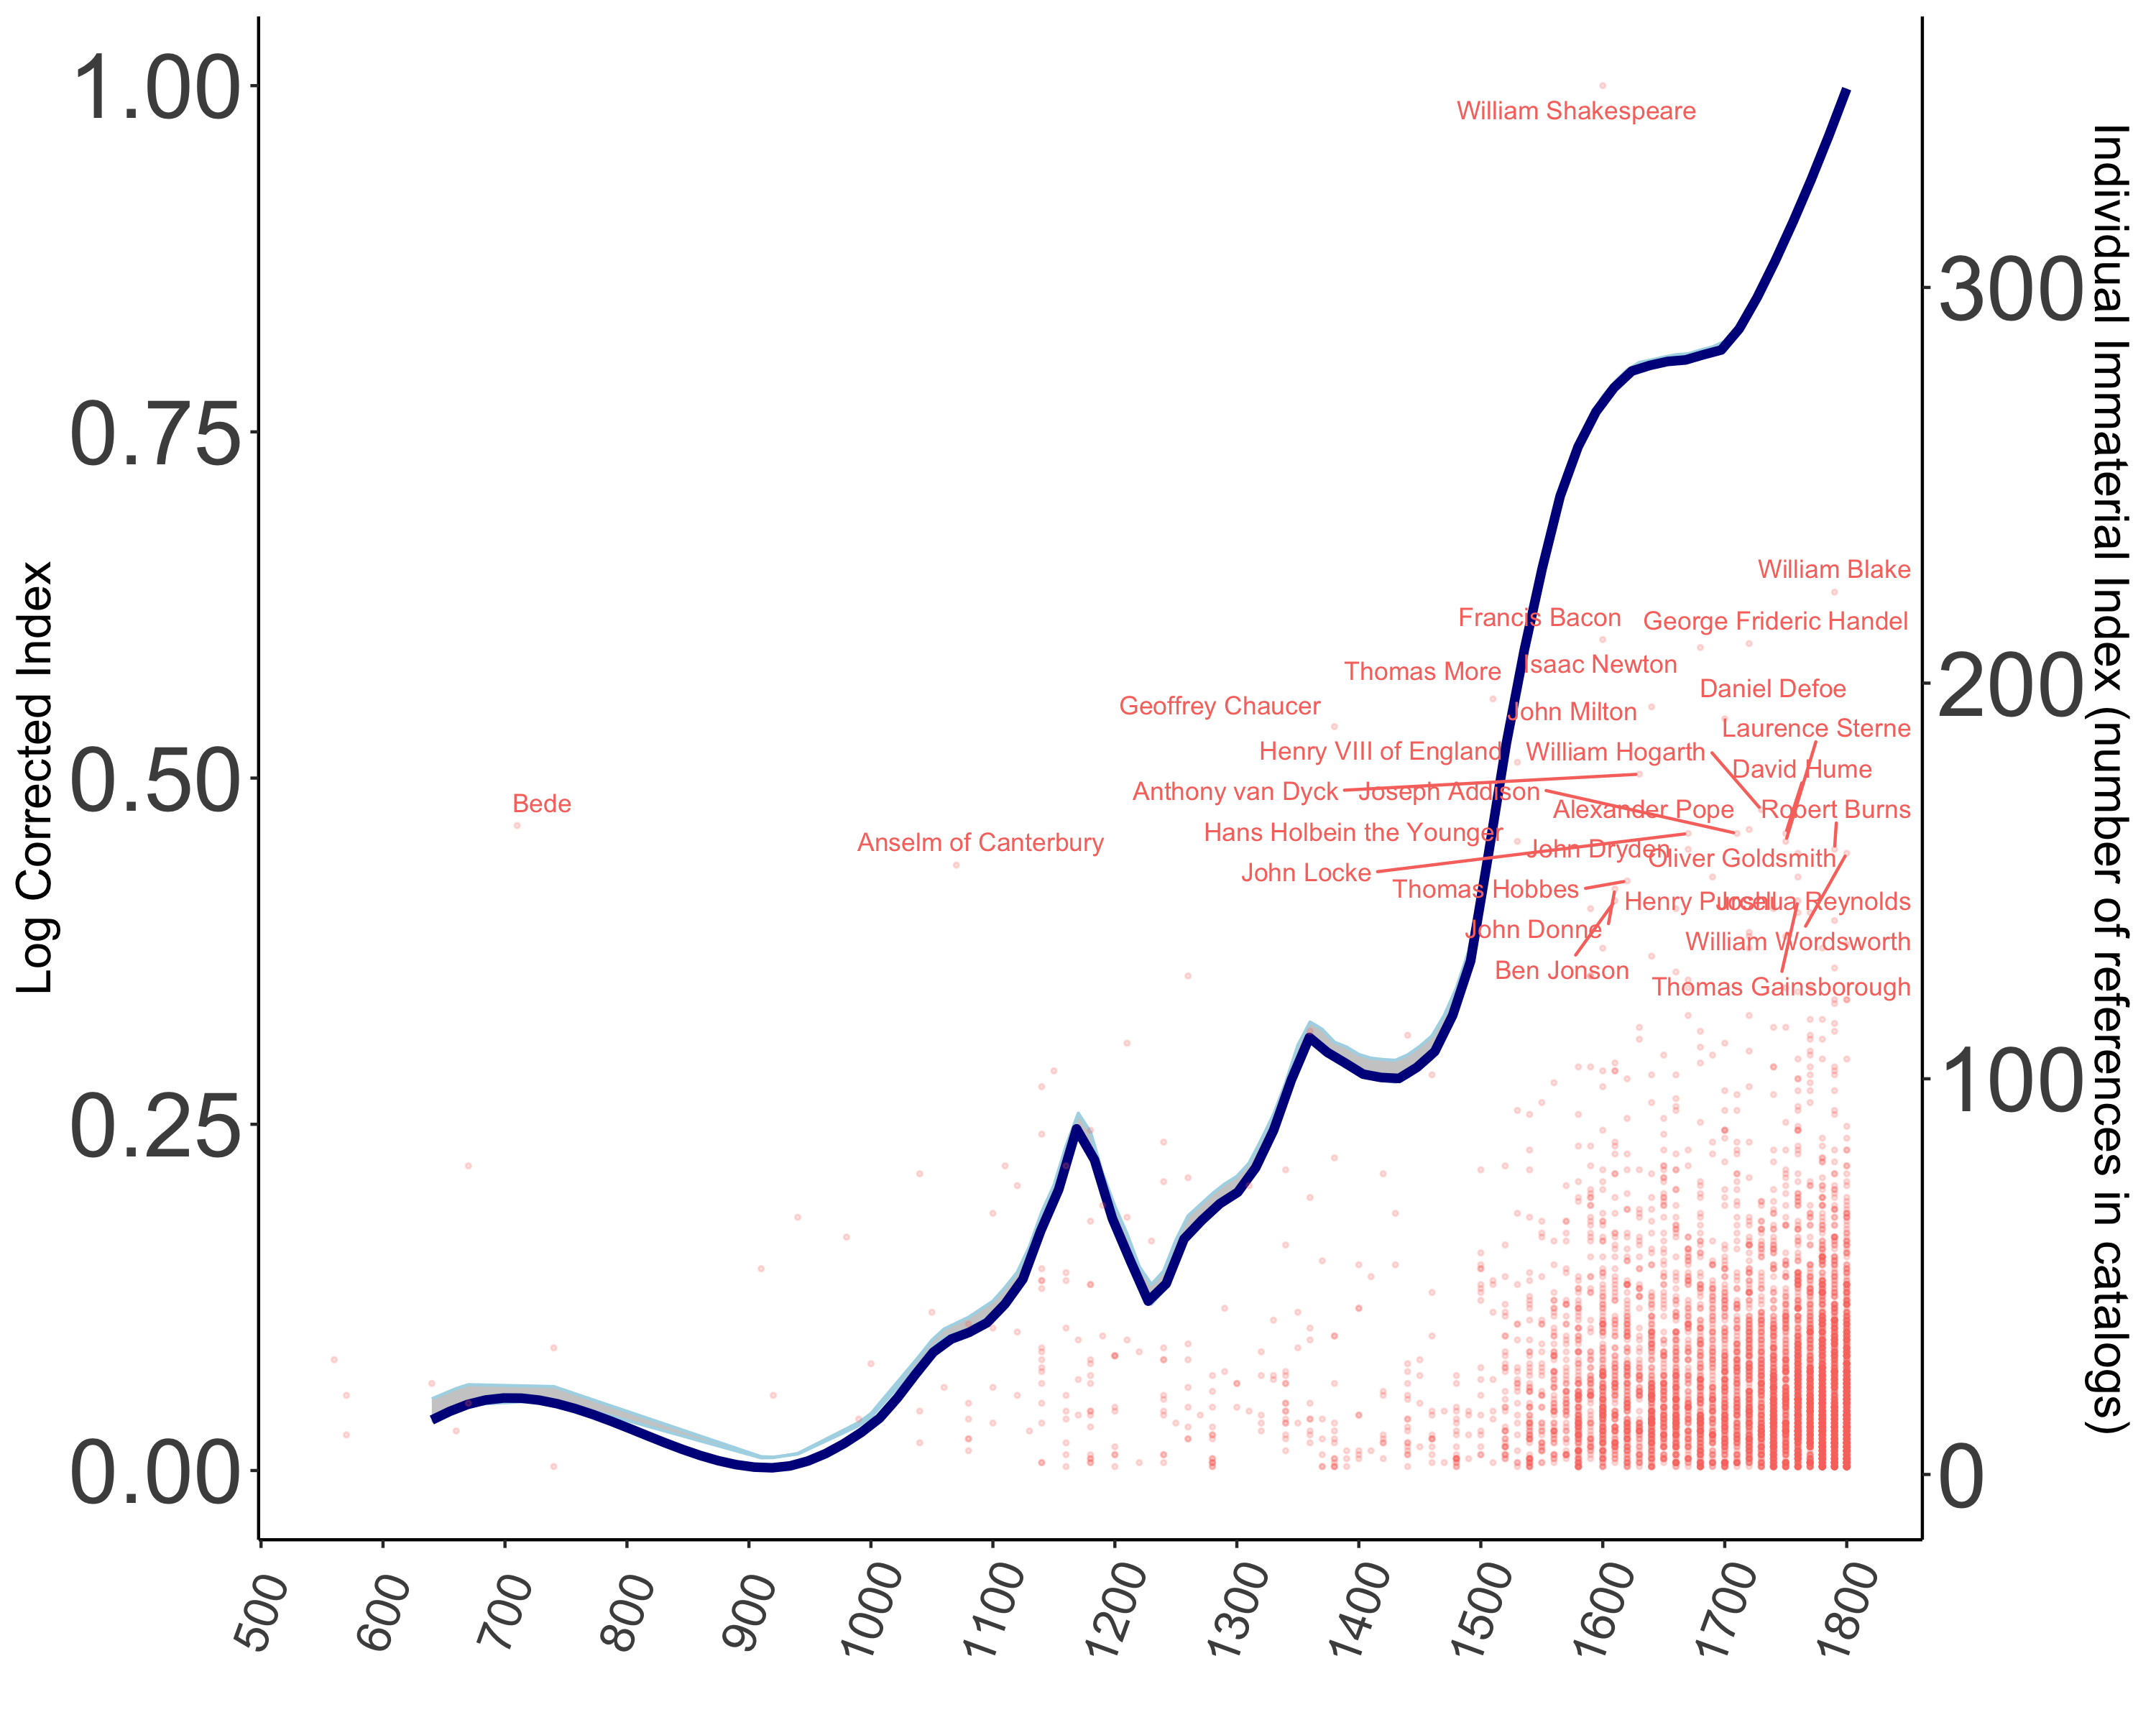 1.00
0.75
0.50
0.25
0.00
Log Corrected Index
William Shakespeare
William Blake
Francis Bacon
George Frideric Handel
Thomas More
Isaac Newton
Geoffrey Chaucer
Daniel Defoe
John Milton
Laurence Sterne
Henry VIII of England
William Hogarth
David Hume
Anthony van Dyck
Joseph Addison
Bede
Alexander Pope
Robert Burns
Anselm of Canterbury
Hans Holbein the Younger
John Dryden
Oliver Goldsmith
John Locke
Thomas Hobbes
Henry Purcell
Joshua Reynolds
John Donne
William Wordsworth
Ben Jonson
Thomas Gainsborough
300
200
100
0
Individual Immaterial Index (number of references in catalogs)
500
600
700
800
900
1000
1100
1200
1300
1400
1500
1600
1700
1800